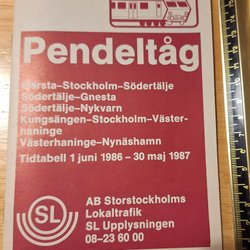 Pendeltåg
Märsta–Stockholm–Södertälje
Södertälje–Gnesta
Södertälje–Nykvarn
Kungsängen–Stockholm–Väster-
haninge
Västerhaninge–Nynäshamn
Tidtabell 1 juni 1986 – 30 maj 1987
SL
AB Storstockholms
Lokaltrafik
SL Upplysningen
08–23 60 00